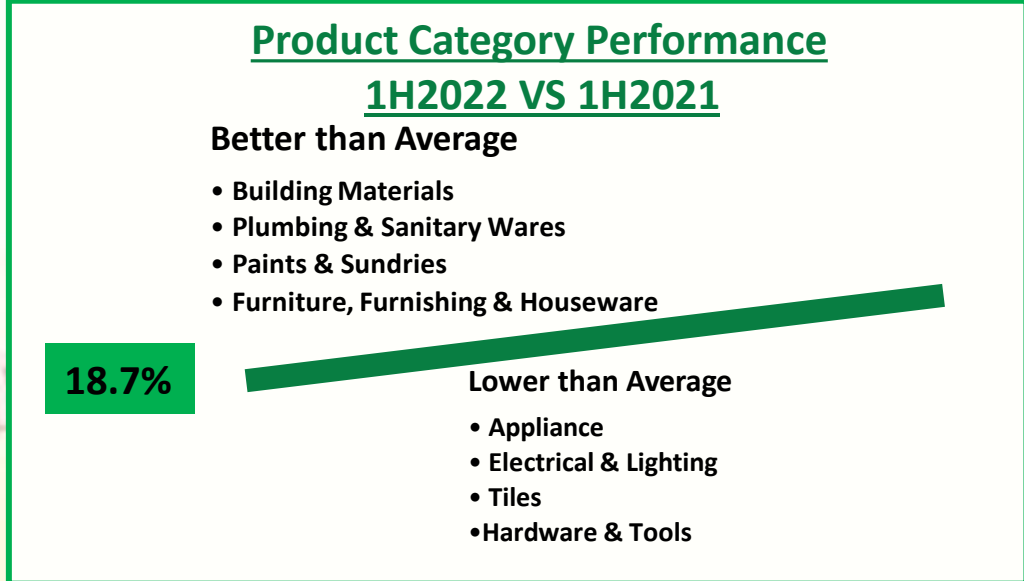 Product Category Performance
1H2022 VS 1H2021
Better than Average
• Building Materials
• Plumbing & Sanitary Wares
• Paints & Sundries
• Furniture, Furnishing & Houseware
18.7%
Lower than Average
• Appliance
• Electrical & Lighting
• Tiles
•Hardware & Tools